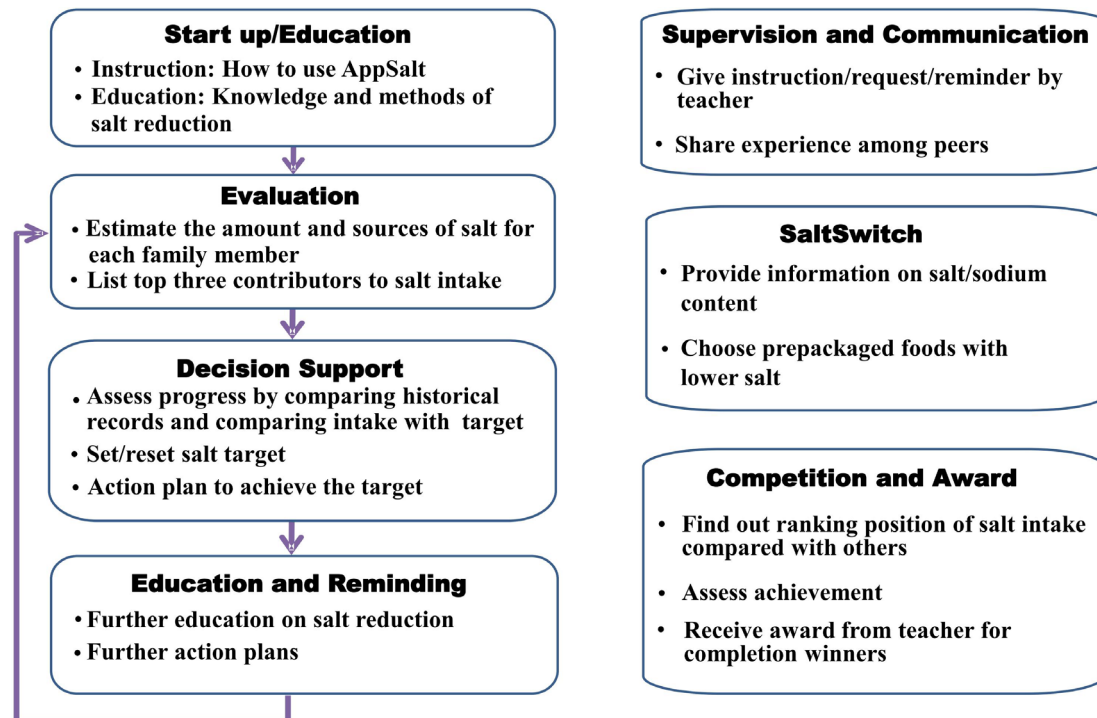 Start up/Education
• Instruction: How to use AppSalt
• Education: Knowledge and methods of
salt reduction
Evaluation
• Estimate the amount and sources of salt for
each family member
• List top three contributors to salt intake
Decision Support
• Assess progress by comparing historical
records and comparing intake with target
• Set/reset salt target
• Action plan to achieve the target
Education and Reminding
• Further education on salt reduction
• Further action plans
Supervision and Communication
• Give instruction/request/reminder by
teacher
• Share experience among peers
SaltSwitch
• Provide information on salt/sodium
content
• Choose prepackaged foods with
lower salt
Competition and Award
• Find out ranking position of salt intake
compared with others
• Assess achievement
• Receive award from teacher for
completion winners